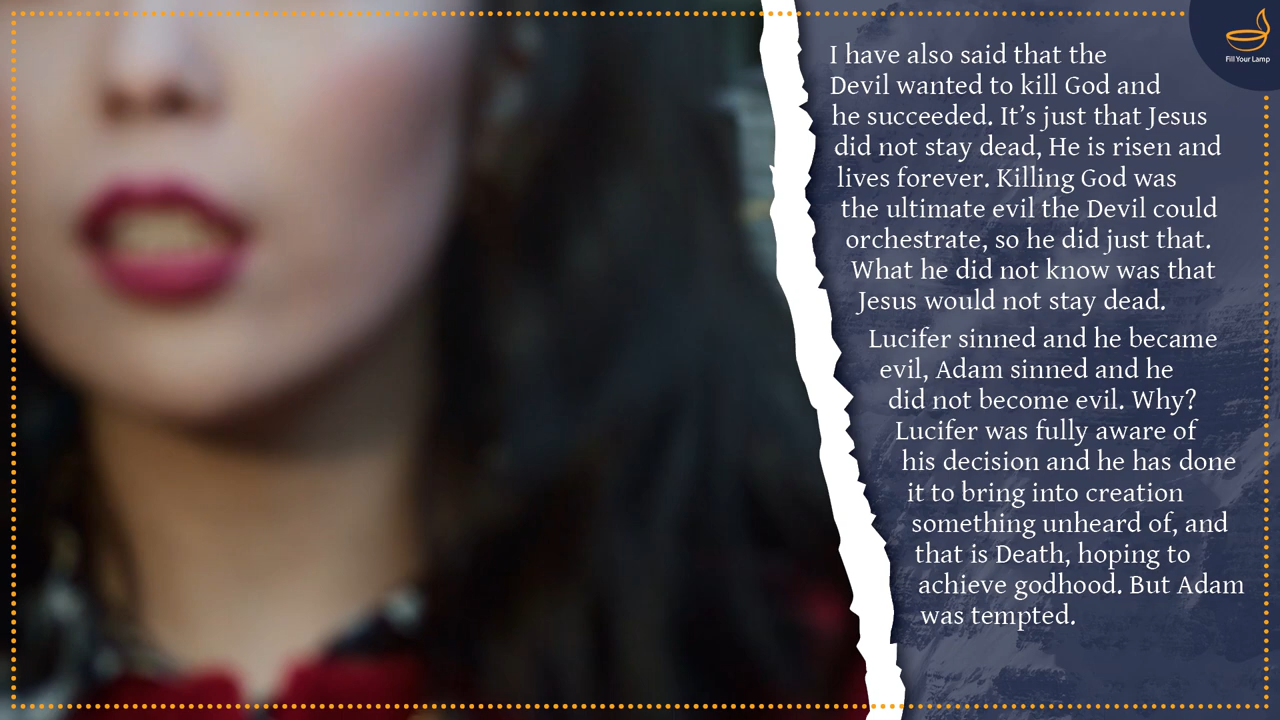 Fill Your Lamp
I have also said that the
Devil wanted to kill God and
he succeeded. It’s just that Jesus
did not stay dead, He is risen and
lives forever. Killing God was
the ultimate evil the Devil could
orchestrate, so he did just that.
What he did not know was that
Jesus would not stay dead.
Lucifer sinned and he became
evil, Adam sinned and he
did not become evil. Why?
Lucifer was fully aware of
his decision and he has done
it to bring into creation
something unheard of, and
that is Death, hoping to
achieve godhood. But Adam
was tempted.